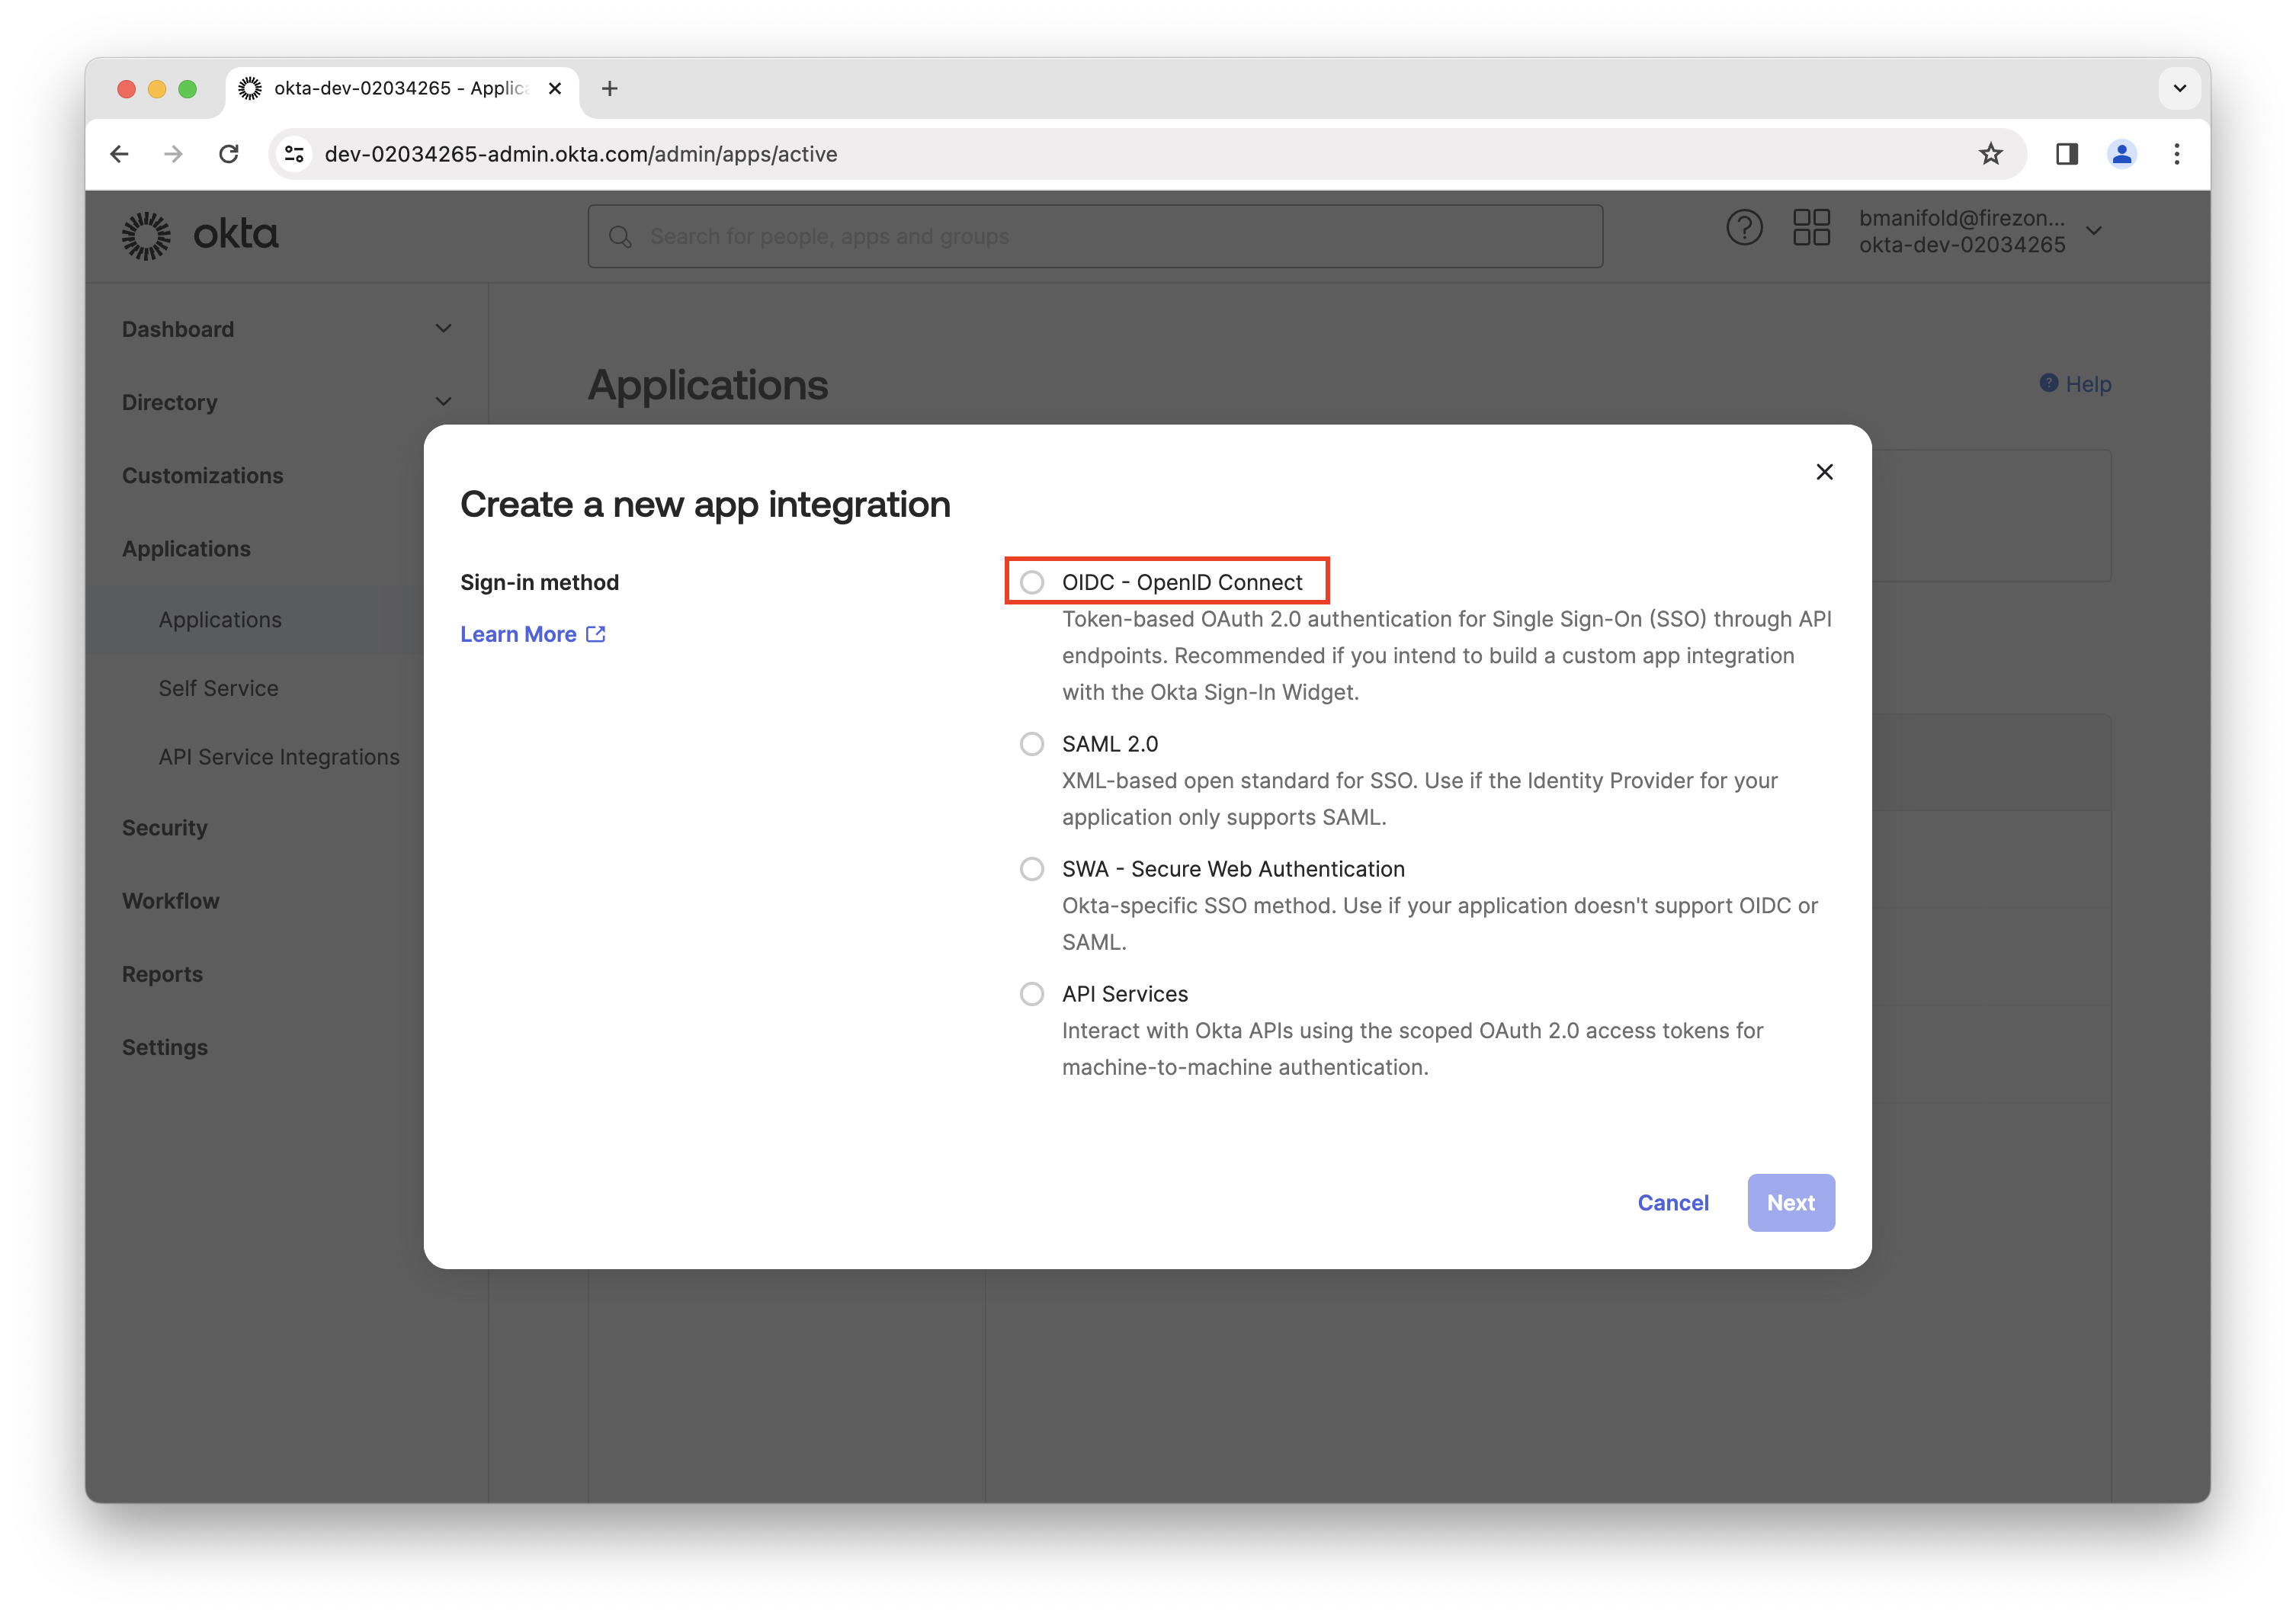 okta-dev-02034265 - Applic
dev-02034265-admin.okta.com/admin/apps/active
okta
Search for people, apps and groups
bmanifold@firezon...
okta-dev-02034265
Dashboard
Directory
Customizations
Applications
Applications
Self Service
API Service Integrations
Security
Workflow
Reports
Settings
Applications
Help
Create a new app integration
Sign-in method
Learn More
OIDC - OpenID Connect
Token-based OAuth 2.0 authentication for Single Sign-On (SSO) through API
endpoints. Recommended if you intend to build a custom app integration
with the Okta Sign-In Widget.
SAML 2.0
XML-based open standard for SSO. Use if the Identity Provider for your
application only supports SAML.
SWA - Secure Web Authentication
Okta-specific SSO method. Use if your application doesn't support OIDC or
SAML.
API Services
Interact with Okta APIs using the scoped OAuth 2.0 access tokens for
machine-to-machine authentication.
Cancel
Next